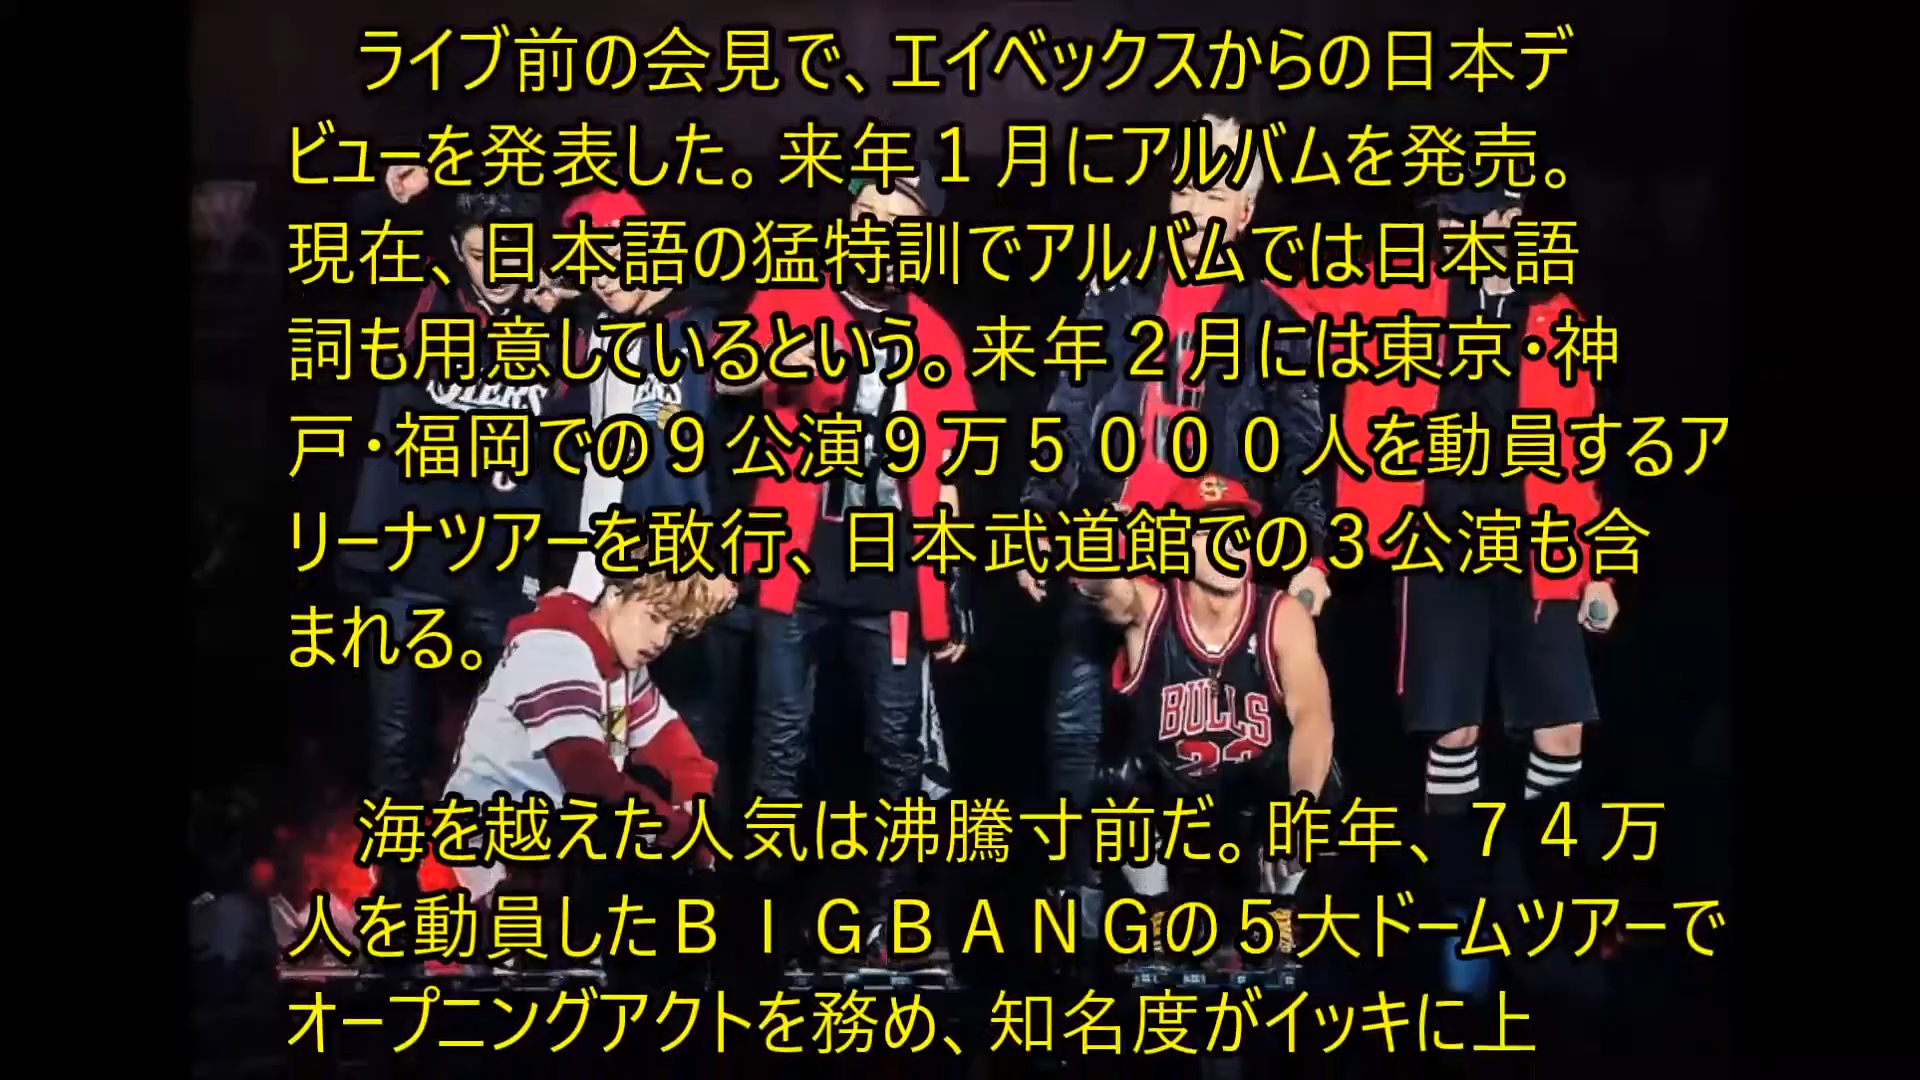 ライブ前の会見で、エイベックスからの日本デ
ビューを発表した。来年１月にアルバムを発売。
現在、日本語の猛特訓でアルバムでは日本語
詞も用意しているという。来年２月には東京・神
戸・福岡での９公演９万５０００人を動員するア
リーナツアーを敢行、日本武道館での３公演も含
まれる。
海を越えた人気は沸騰寸前だ。昨年、７４万
人を動員したＢＩＧＢＡＮＧの５大ドームツアーで
オープニングアクトを務め、知名度がイッキに上
BULLS